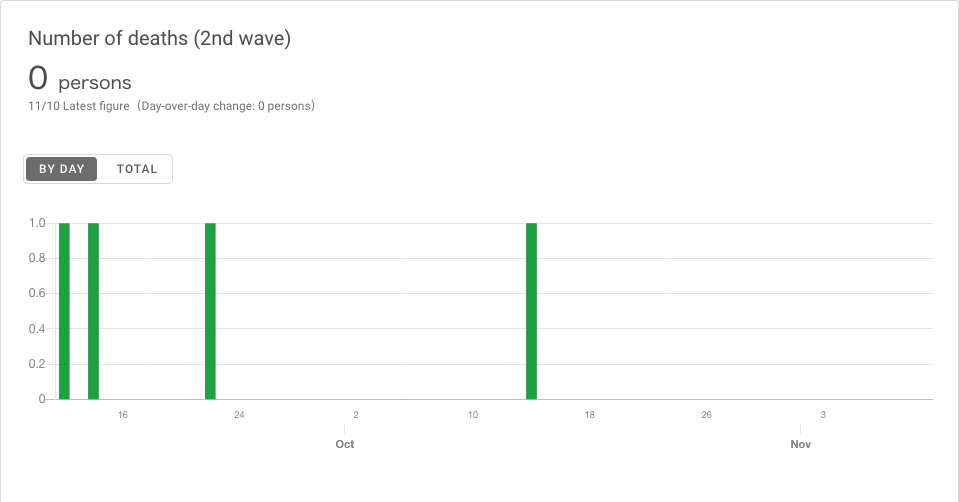 Number of deaths (2nd wave)
0 persons
11/10 Latest figure（Day-over-day change: 0 persons）
BY DAY TOTAL
1.0
0.8
0.6
0.4
0.2
0
16 24 2 10 18 26 3
Oct Nov